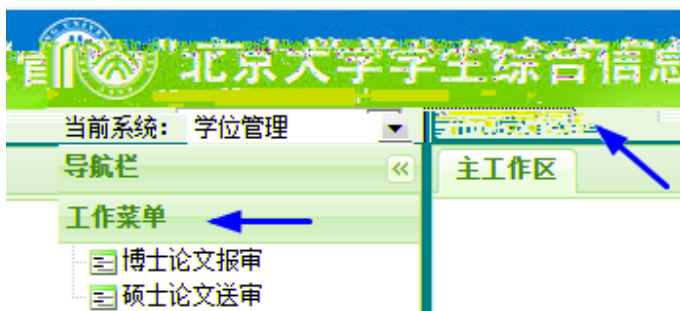 北京大学学生综合信息
当前系统： 学位管理
导航栏
主工作区
工作菜单
博士论文报审
硕士论文送审